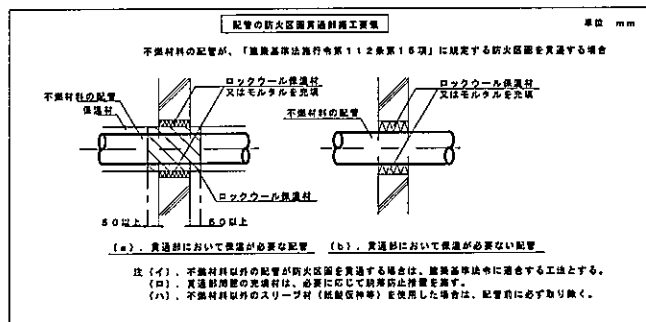 配管の防火区画貫通部施工要領
単位 mm
不燃材料の配管が、「建築基準法施行令第112条第15項」に規定する防火区画を貫通する場合
ロックウール保温材
又はモルタルを充填
不燃材料の配管
保温材
ロックウール保温材
50以上
50以上
(a)、貫通部において保温が必要な配管
ロックウール保温材
又はモルタルを充填
不燃材料の配管
(b)、貫通部において保温が必要ない配管
注(イ)、不燃材料以外の配管が防火区画を貫通する場合は、建築基準法令に適合する工法とする。
(ロ)、貫通部間隙の充填材は、必要に応じて脱落防止措置を施す。
(ハ)、不燃材料以外のスリーブ材(紙製仮枠等)を使用した場合は、配管前に必ず取り除く。